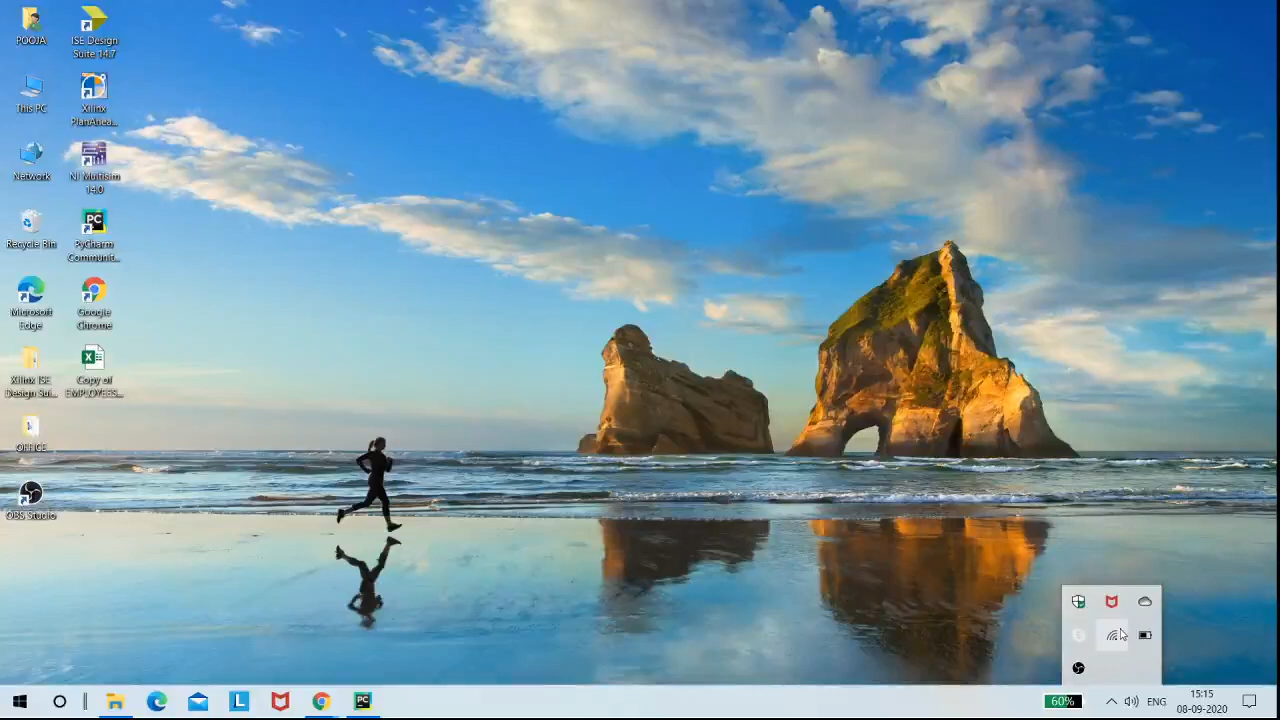 POOJA
ISE Design
Suite 14.7
This PC
Xilinx
PlanAhea...
Network
NI Multisim
14.0
Recycle Bin
PyCharm
Communit...
Microsoft
Edge
Google
Chrome
Xilinx ISE
Design Sui...
Copy of
EMPLOYEES...
OFFICE
OBS Studio
L
PC
60%
ENG
15:15
08-09-2020